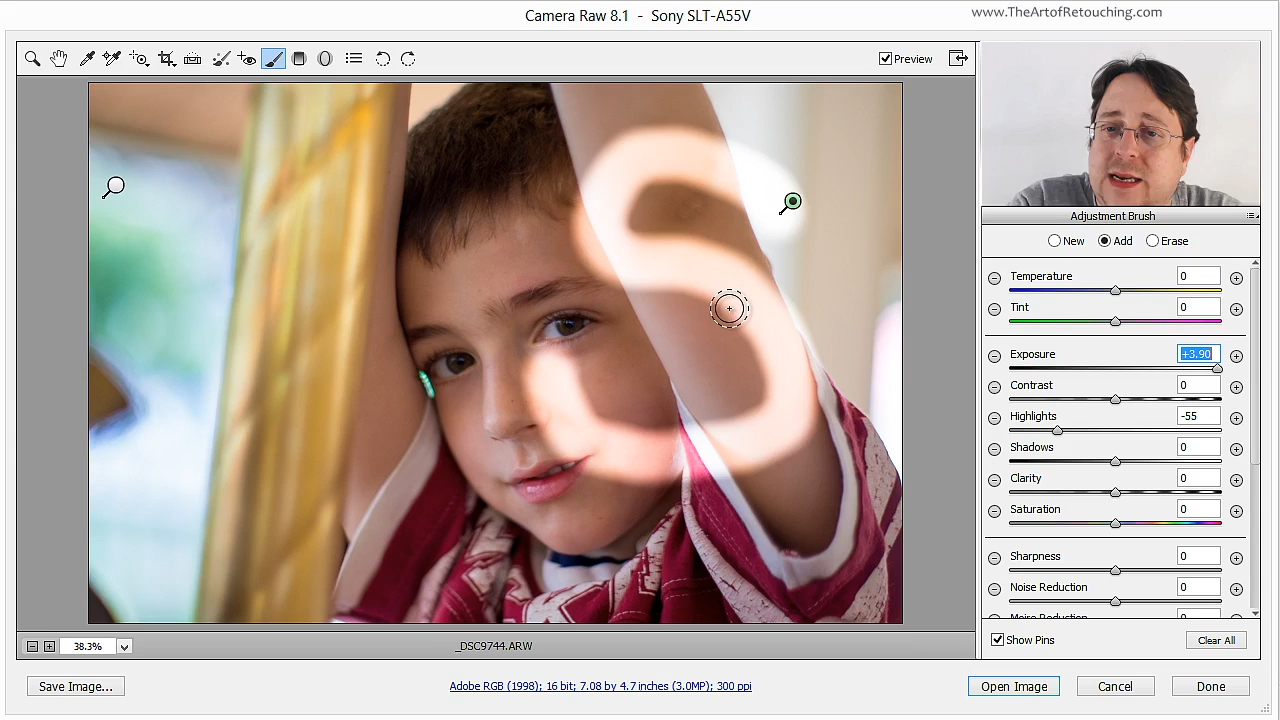 Camera Raw 8.1 - Sony SLT-A55V
www.TheArtofRetouching.com
Preview
Adjustment Brush
New Add Erase
Temperature 0
Tint 0
Exposure +3.90
Contrast 0
Highlights -55
Shadows 0
Clarity 0
Saturation 0
Sharpness 0
Noise Reduction 0
Moire Reduction
38.3%
_DSC9744.ARW
Show Pins
Clear All
Save Image...
Adobe RGB (1998); 16 bit; 7.08 by 4.7 inches (3.0MP); 300 ppi
Open Image
Cancel
Done